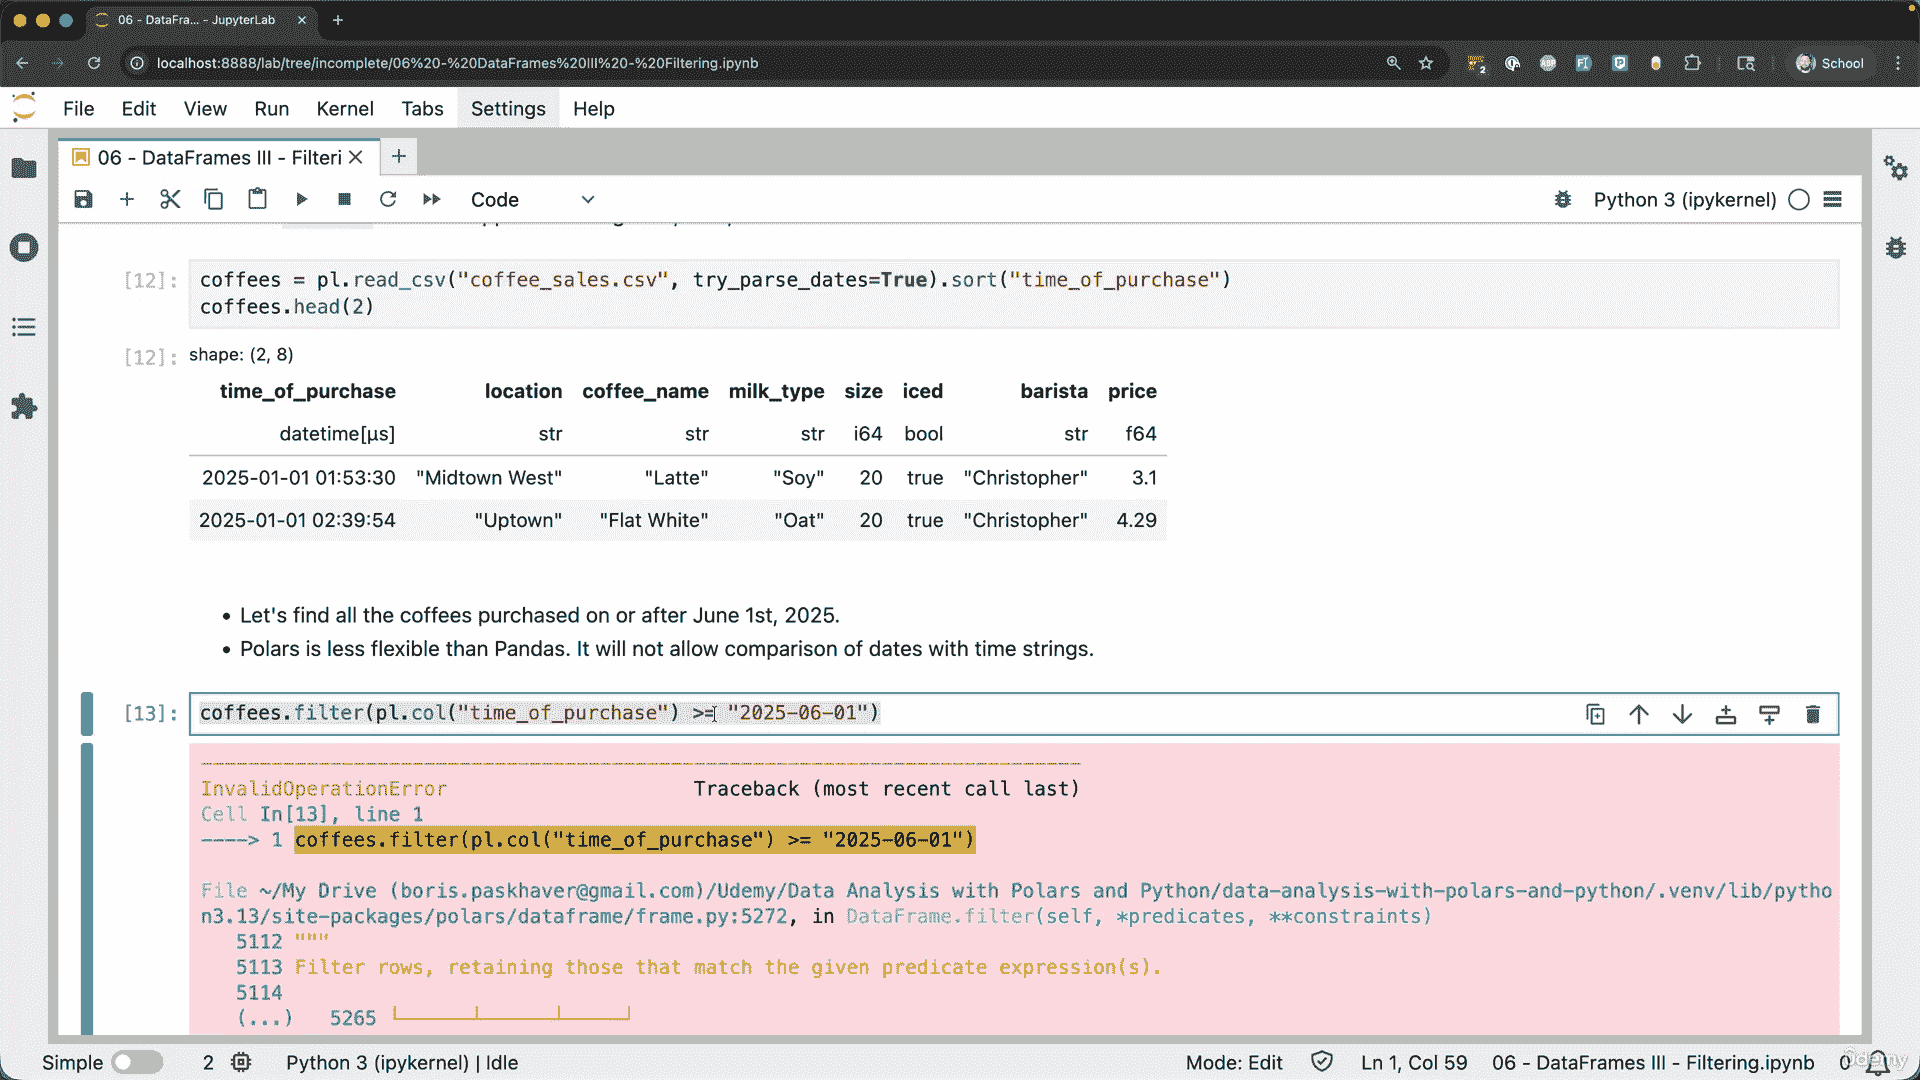 06 - DataFra... - JupyterLab
localhost:8888/lab/tree/incomplete/06%20-%20DataFrames%20III%20-%20Filtering.ipynb
2
ABP
School
File Edit View Run Kernel Tabs Settings Help
06 - DataFrames III - Filteri
Code
Python 3 (ipykernel)
[12]: coffees = pl.read_csv("coffee_sales.csv", try_parse_dates=True).sort("time_of_purchase")
coffees.head(2)
[12]: shape: (2, 8)
time_of_purchase location coffee_name milk_type size iced barista price
datetime[μs] str str str i64 bool str f64
2025-01-01 01:53:30 "Midtown West" "Latte" "Soy" 20 true "Christopher" 3.1
2025-01-01 02:39:54 "Uptown" "Flat White" "Oat" 20 true "Christopher" 4.29
• Let's find all the coffees purchased on or after June 1st, 2025.
• Polars is less flexible than Pandas. It will not allow comparison of dates with time strings.
[13]: coffees.filter(pl.col("time_of_purchase") >= "2025-06-01")
---------------------------------------------------------------------------
InvalidOperationError Traceback (most recent call last)
Cell In[13], line 1
----> 1 coffees.filter(pl.col("time_of_purchase") >= "2025-06-01")
File ~/My Drive (boris.paskhaver@gmail.com)/Udemy/Data Analysis with Polars and Python/data-analysis-with-polars-and-python/.venv/lib/pytho
n3.13/site-packages/polars/dataframe/frame.py:5272, in DataFrame.filter(self, *predicates, **constraints)
5112 """
5113 Filter rows, retaining those that match the given predicate expression(s).
5114
(...) 5265 └───────┴──────┴─────┘
Simple 2 Python 3 (ipykernel) | Idle Mode: Edit Ln 1, Col 59 06 - DataFrames III - Filtering.ipynb 0
Udemy